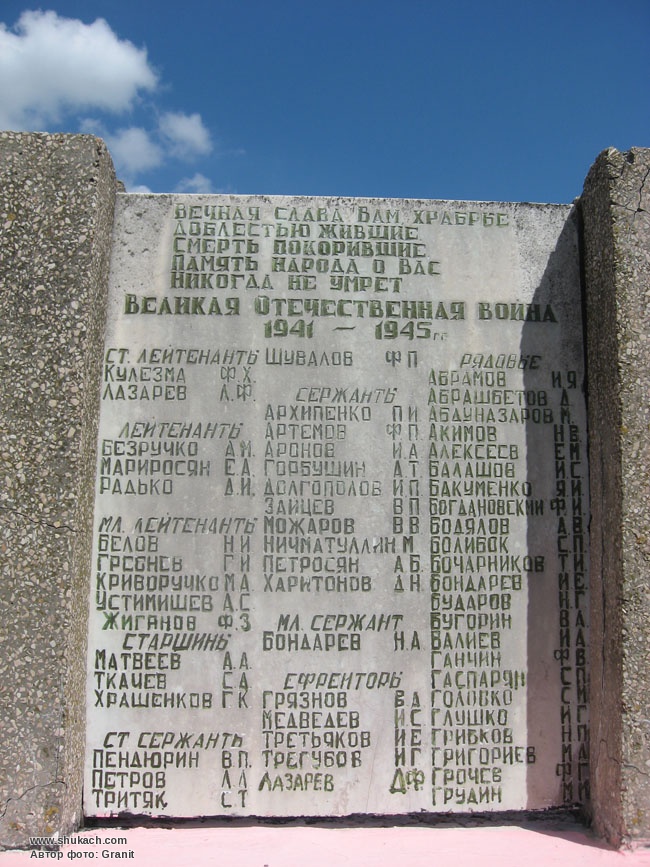 ВЕЧНАЯ СЛАВА ВАМ ХРАБРЫЕ
ДОБЛЕСТЬЮ ЖИВШИЕ
СМЕРТЬ ПОКОРИВШИЕ
ПАМЯТЬ НАРОДА О ВАС
НИКОГДА НЕ УМРЕТ
ВЕЛИКАЯ ОТЕЧЕСТВЕННАЯ ВОЙНА
1941 — 1945гг
СТ. ЛЕЙТЕНАНТЫ
КУЛЕЗМА Ф.Х.
ЛАЗАРЕВ Л.Ф.
ЛЕЙТЕНАНТЫ
БЕЗРУЧКО А.М.
МАРИРОСЯН Е.А.
РАДЬКО Д.И.
МЛ. ЛЕЙТЕНАНТЫ
БЕЛОВ Н И
ГРЕБНЕВ Г И
КРИВОРУЧКО М.А.
УСТИМИШЕВ А.С.
ЖИГАНОВ Ф.З
СТАРШИНЫ
МАТВЕЕВ А.А.
ТКАЧЕВ С.А
ХРАЩЕНКОВ Г.К
СТ СЕРЖАНТЫ
ПЕНДЮРИН В.П.
ПЕТРОВ Л Л
ТРИТЯК С Т
ШУВАЛОВ Ф П
СЕРЖАНТЫ
АРХИПЕНКО П И
АРТЕМОВ Ф П
АРОНОВ И.А
ГОРБУШИН А Т
ДОЛГОПОЛОВ И П
ЗАЙЦЕВ В П
МОЖАРОВ В В
НИЧМАТУЛЛИН М
ПЕТРОСЯН А Б
ХАРИТОНОВ Д.Н
МЛ. СЕРЖАНТ
БОНДАРЕВ Н.А
ЕФРЕЙТОРЫ
ГРЯЗНОВ В Д
МЕДВЕДЕВ И С
ТРЕТЬЯКОВ И Е
ТРЕГУБОВ И Г
ЛАЗАРЕВ Д Ф
РЯДОВЫЕ
АБРАМОВ И Я
АБРАШБЕТОВ Д
АБДУНАЗАРОВ М
АКИМОВ Н В
АЛЕКСЕЕВ Е М
БАЛАШОВ И С
БАКУМЕНКО Я И
БОГДАНОВСКИЙ Ф И
БОДЯЛОВ А В
БОЛИБОК С П
БОЧАРНИКОВ Т И
БОНДАРЕВ И Е
БУДАРОВ
БУГОРИН
ВАЛИЕВ
ГАНЧИН
ГАСПАРЯН
ГОЛОВКО
ГЛУШКО
ГРИБКОВ
ГРИГОРИЕВ
ГРОЧЕВ
ГРУДИН
www.shukach.com
Автор фото: Granit